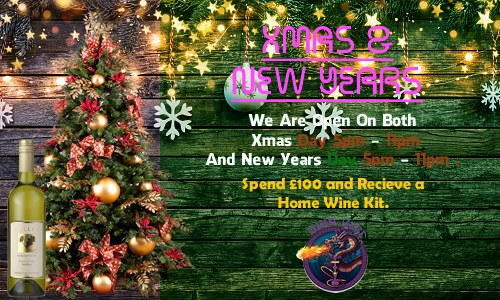 XMAS &
NEW YEARS
We Are Open On Both
Xmas Day 5pm - 11pm
And New Years Day 5pm - 11pm .
Spend £100 and Recieve a
Home Wine Kit.